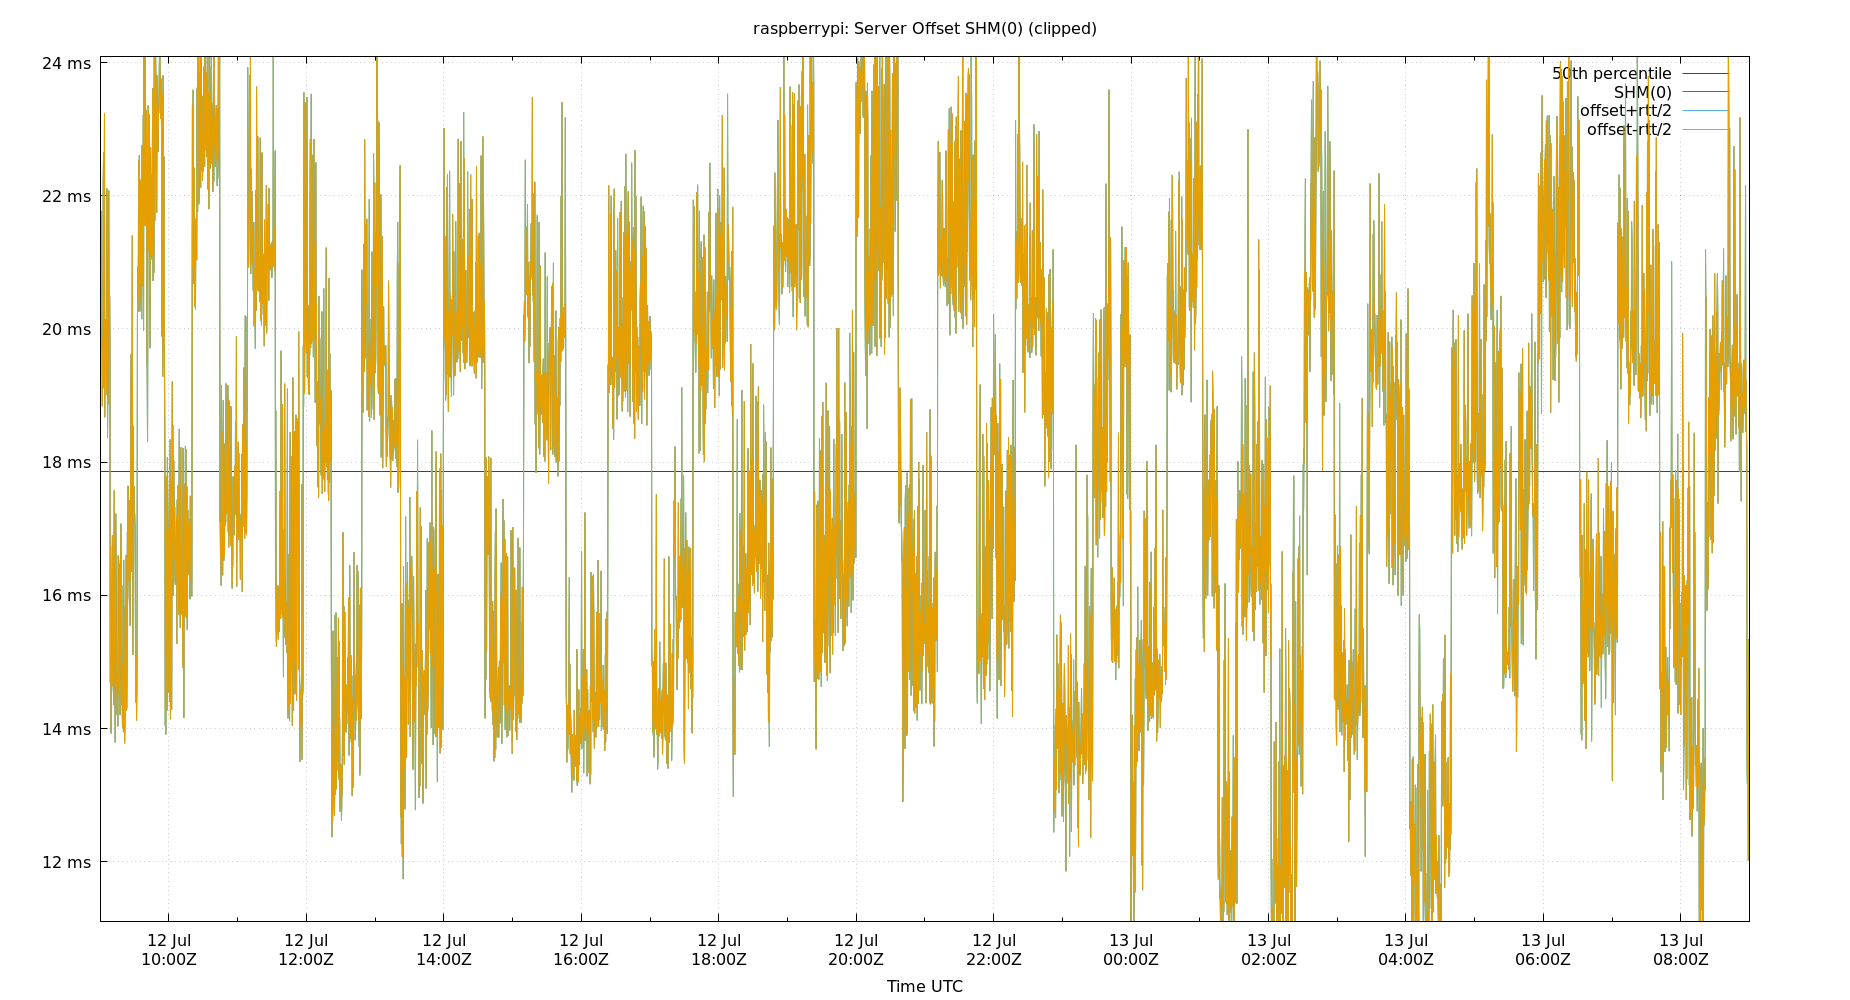 raspberrypi: Server Offset SHM(0) (clipped)
24 ms
22 ms
20 ms
18 ms
16 ms
14 ms
12 ms
50th percentile
SHM(0)
offset+rtt/2
offset-rtt/2
12 Jul 12 Jul 12 Jul 12 Jul 12 Jul 12 Jul 12 Jul 13 Jul 13 Jul 13 Jul 13 Jul 13 Jul
10:00Z 12:00Z 14:00Z 16:00Z 18:00Z 20:00Z 22:00Z 00:00Z 02:00Z 04:00Z 06:00Z 08:00Z
Time UTC